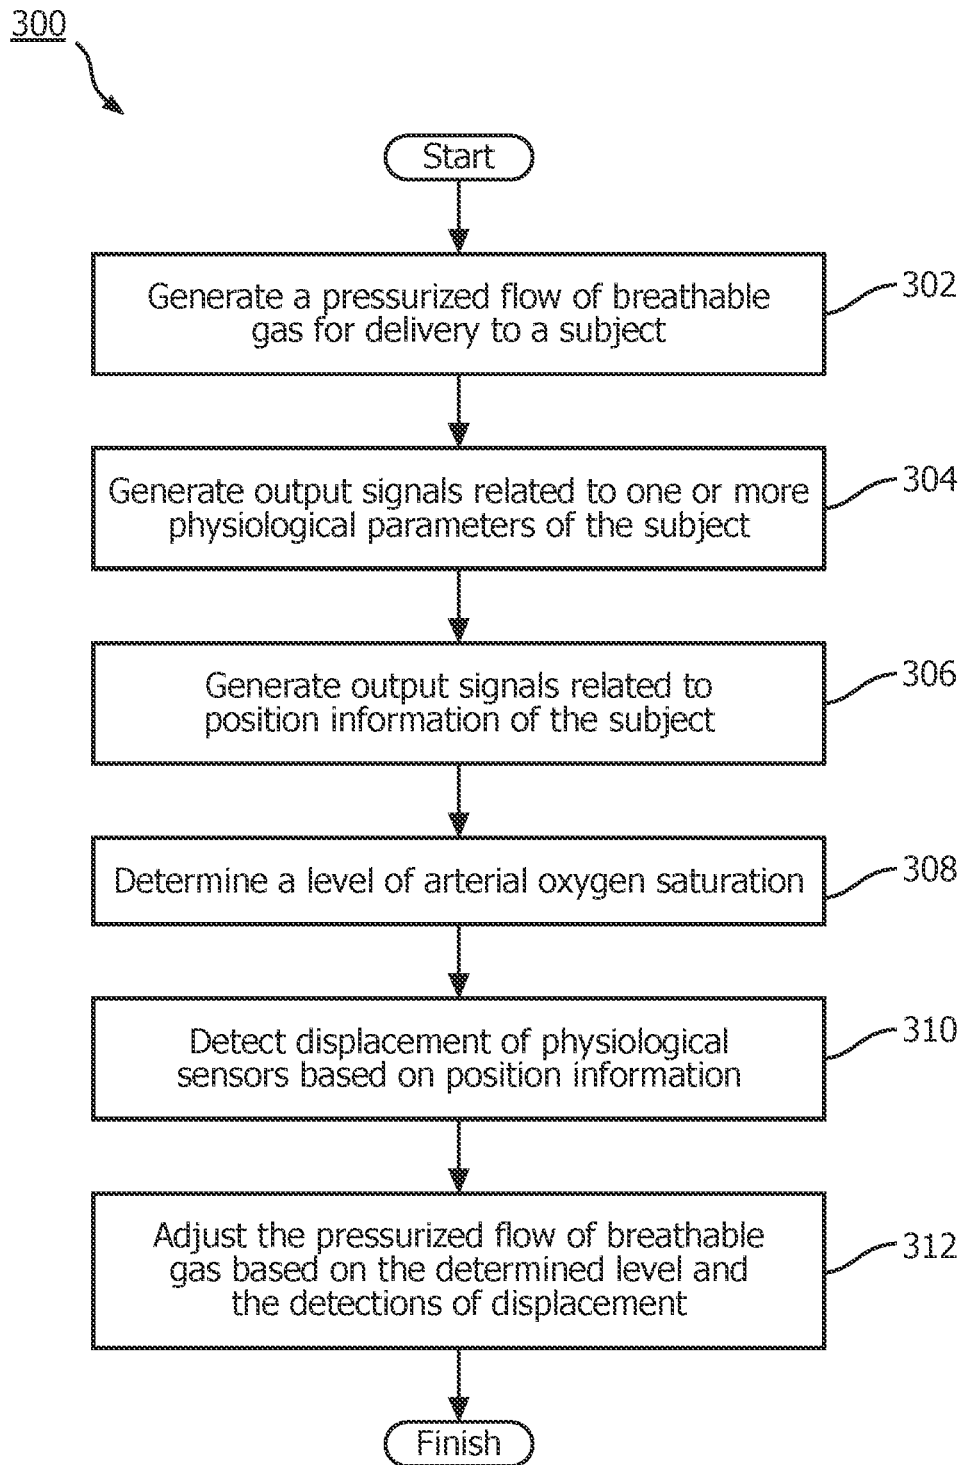 300
Start
Generate a pressurized flow of breathable
gas for delivery to a subject
302
Generate output signals related to one or more
physiological parameters of the subject
304
Generate output signals related to
position information of the subject
306
Determine a level of arterial oxygen saturation
308
Detect displacement of physiological
sensors based on position information
310
Adjust the pressurized flow of breathable
gas based on the determined level and
the detections of displacement
312
Finish